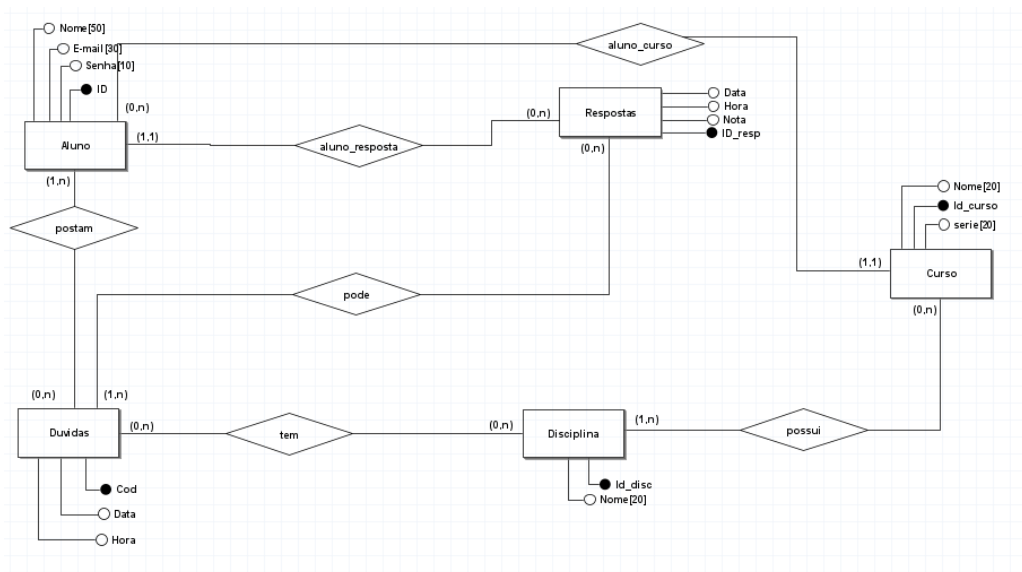 Nome[50]
E-mail[30]
Senha[10]
ID
(0,n)
Aluno
(1,1)
(1,n)
aluno_curso
aluno_resposta
(0,n)
Respostas
Data
Hora
Nota
ID_resp
(0,n)
postam
pode
Nome[20]
Id_curso
serie[20]
(1,1)
Curso
(0,n)
(0,n)
(1,n)
Duvidas
(0,n)
tem
(0,n)
Disciplina
(1,n)
possui
Cod
Data
Hora
Id_disc
Nome[20]